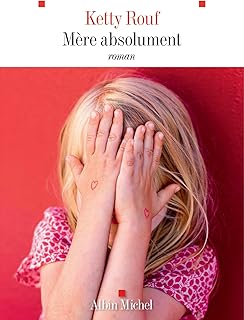 Ketty Rouf
Mère absolument
roman
Albin Michel